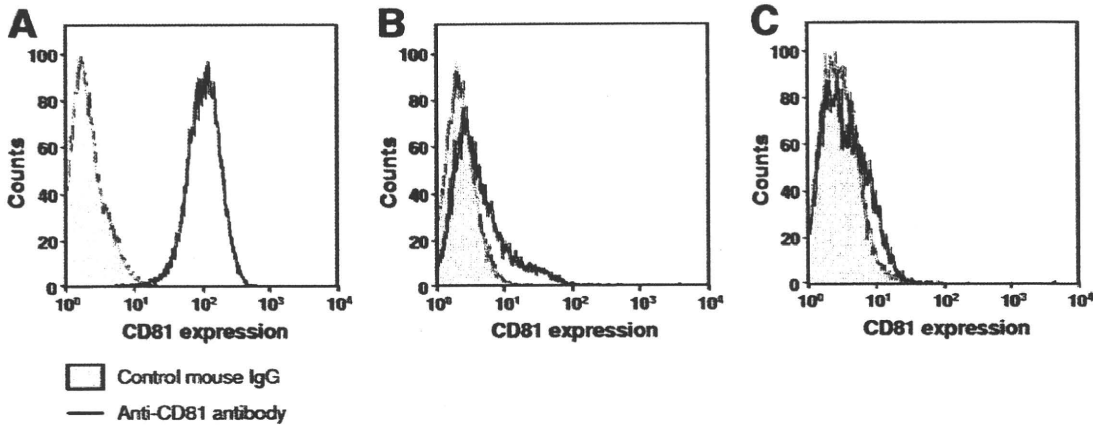 A
Counts
100
80
60
40
20
0
10⁰ 10¹ 10² 10³ 10⁴
CD81 expression
B
Counts
100
80
60
40
20
0
10⁰ 10¹ 10² 10³ 10⁴
CD81 expression
C
Counts
100
80
60
40
20
0
10⁰ 10¹ 10² 10³ 10⁴
CD81 expression
Control mouse IgG
Anti-CD81 antibody